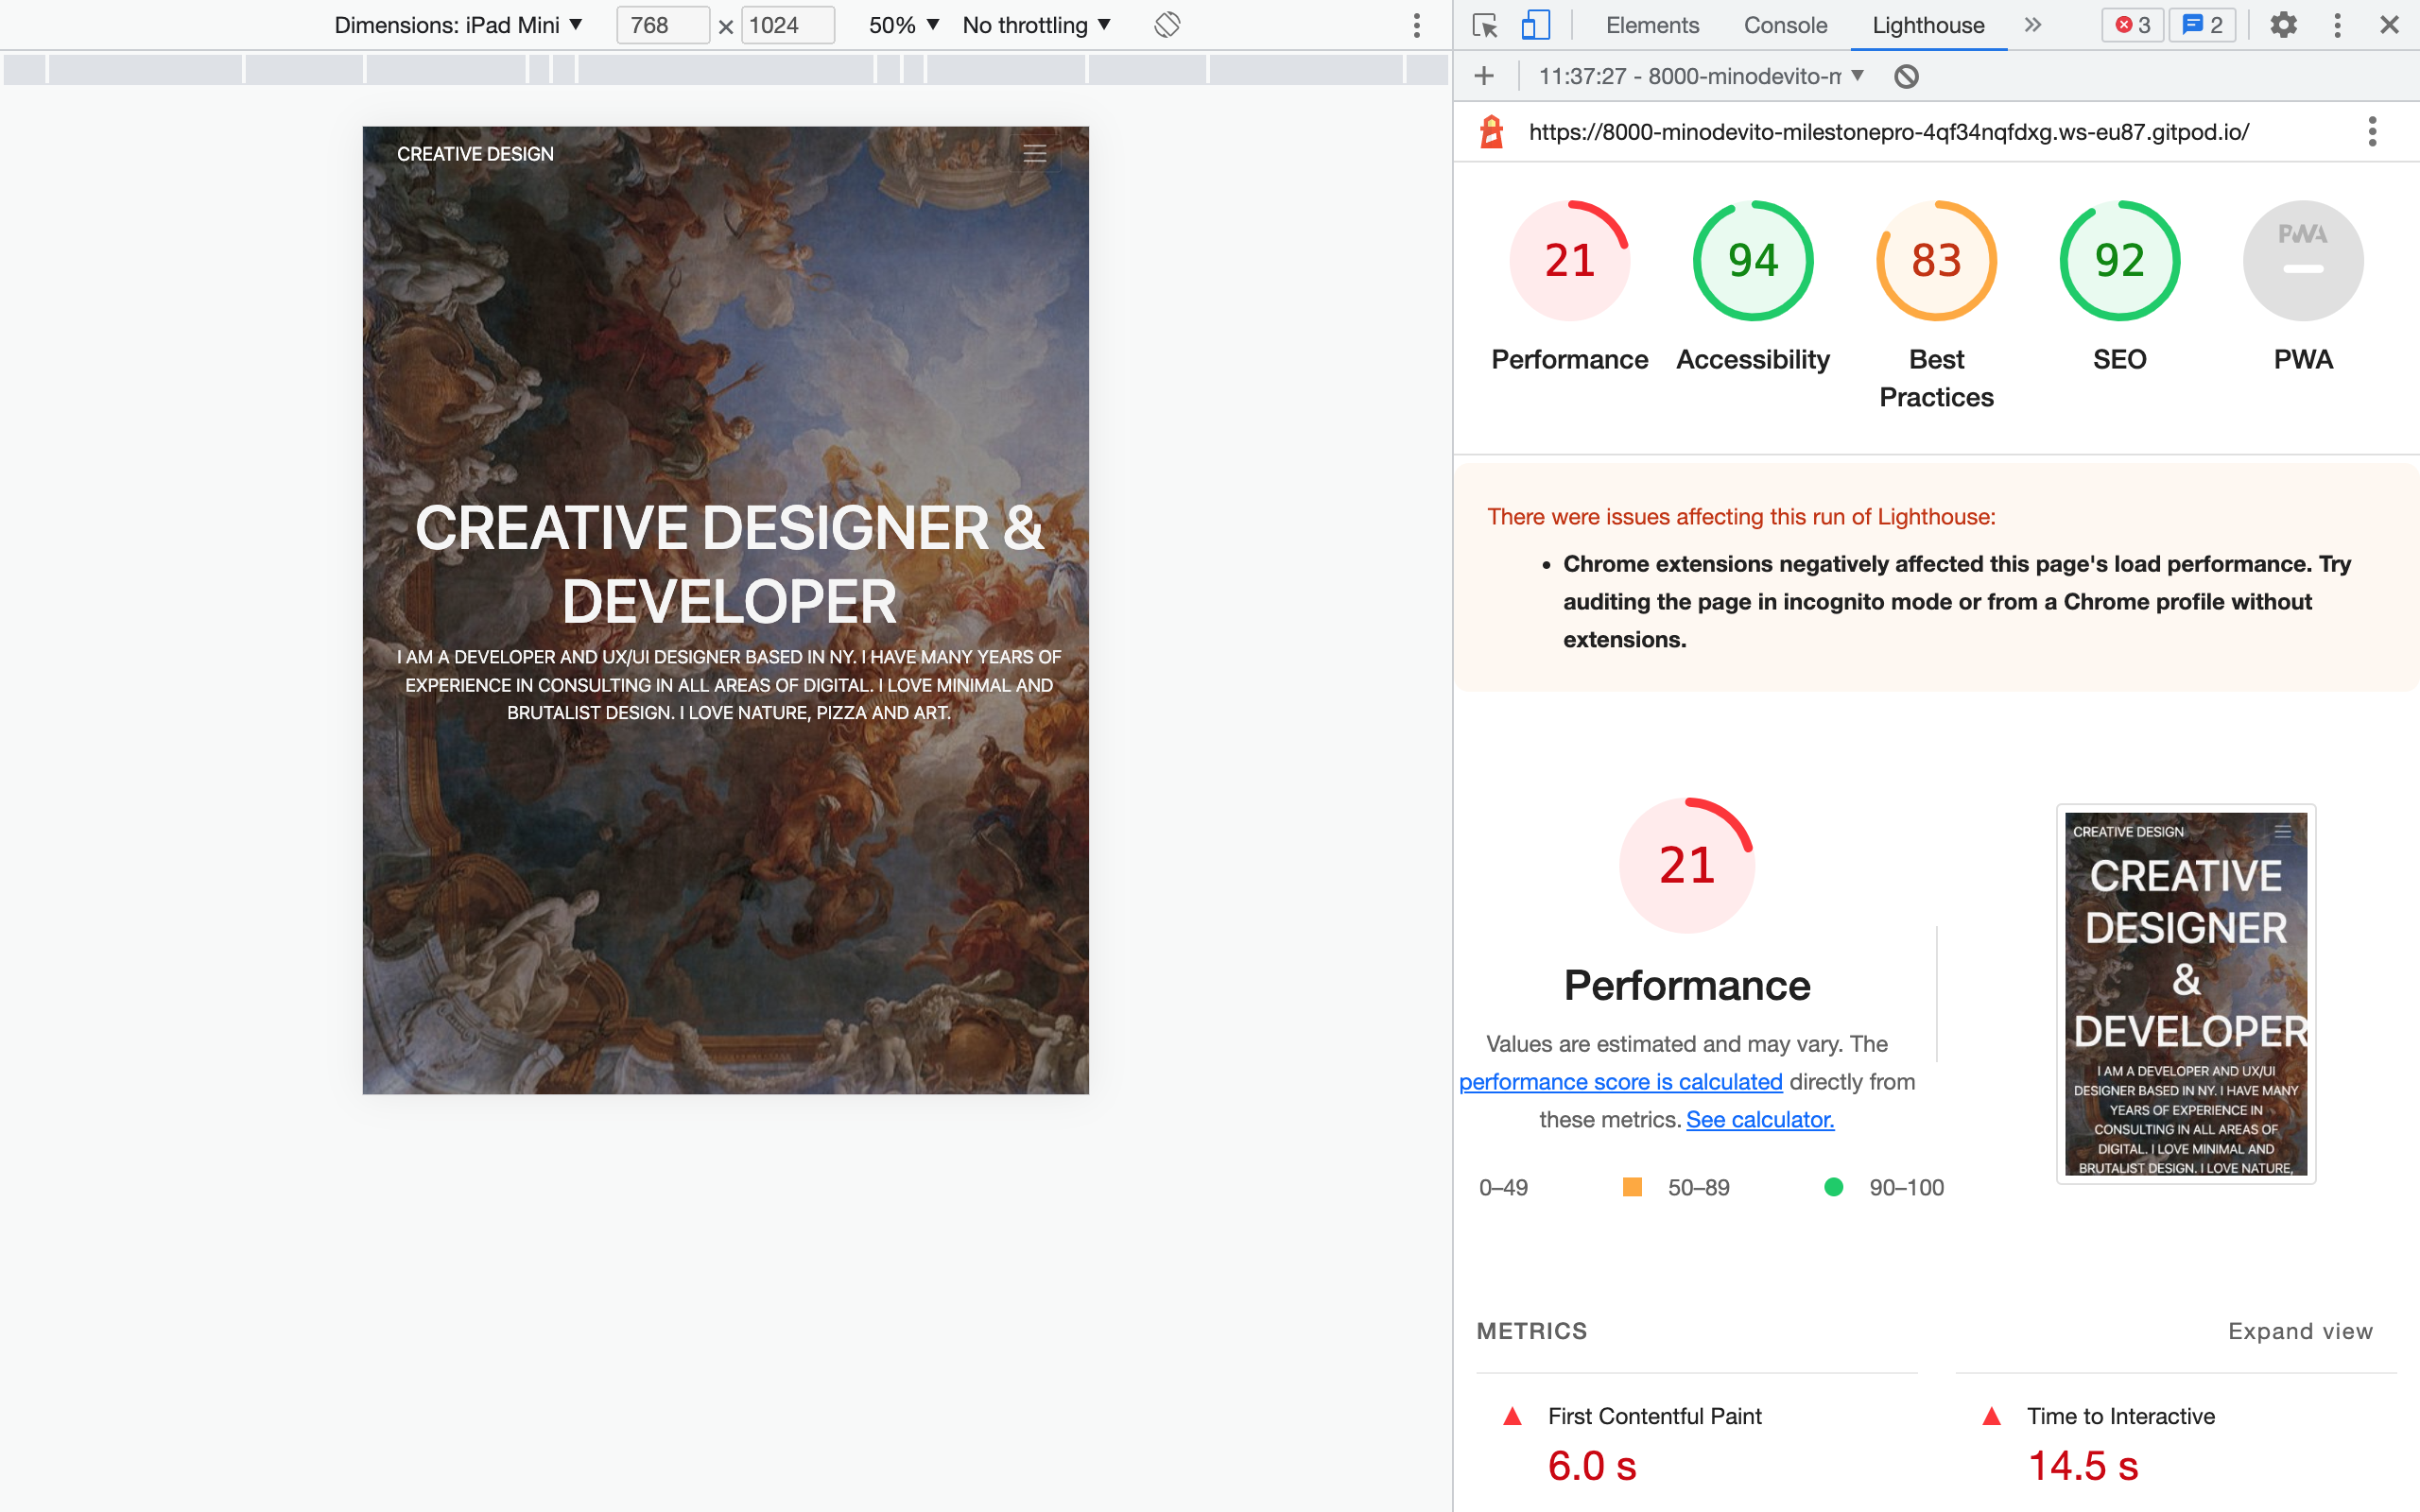 Dimensions: iPad Mini ▼ 768 × 1024 50% ▼ No throttling ▼
Elements Console Lighthouse » 3 2
+ 11:37:27 - 8000-minodevito-m ▼
https://8000-minodevito-milestonepro-4qf34nqfdxg.ws-eu87.gitpod.io/
CREATIVE DESIGN
CREATIVE DESIGNER &
DEVELOPER
I AM A DEVELOPER AND UX/UI DESIGNER BASED IN NY. I HAVE MANY YEARS OF
EXPERIENCE IN CONSULTING IN ALL AREAS OF DIGITAL. I LOVE MINIMAL AND
BRUTALIST DESIGN. I LOVE NATURE, PIZZA AND ART.
21 94 83 92 PWA
Performance Accessibility Best Practices SEO PWA
There were issues affecting this run of Lighthouse:
• Chrome extensions negatively affected this page's load performance. Try
auditing the page in incognito mode or from a Chrome profile without
extensions.
21
Performance
Values are estimated and may vary. The
performance score is calculated directly from
these metrics. See calculator.
0–49 50–89 90–100
CREATIVE DESIGN
CREATIVE
DESIGNER
&
DEVELOPER
I AM A DEVELOPER AND UX/UI
DESIGNER BASED IN NY. I HAVE MANY
YEARS OF EXPERIENCE IN
CONSULTING IN ALL AREAS OF
DIGITAL. I LOVE MINIMAL AND
BRUTALIST DESIGN. I LOVE NATURE,
METRICS Expand view
First Contentful Paint
6.0 s
Time to Interactive
14.5 s